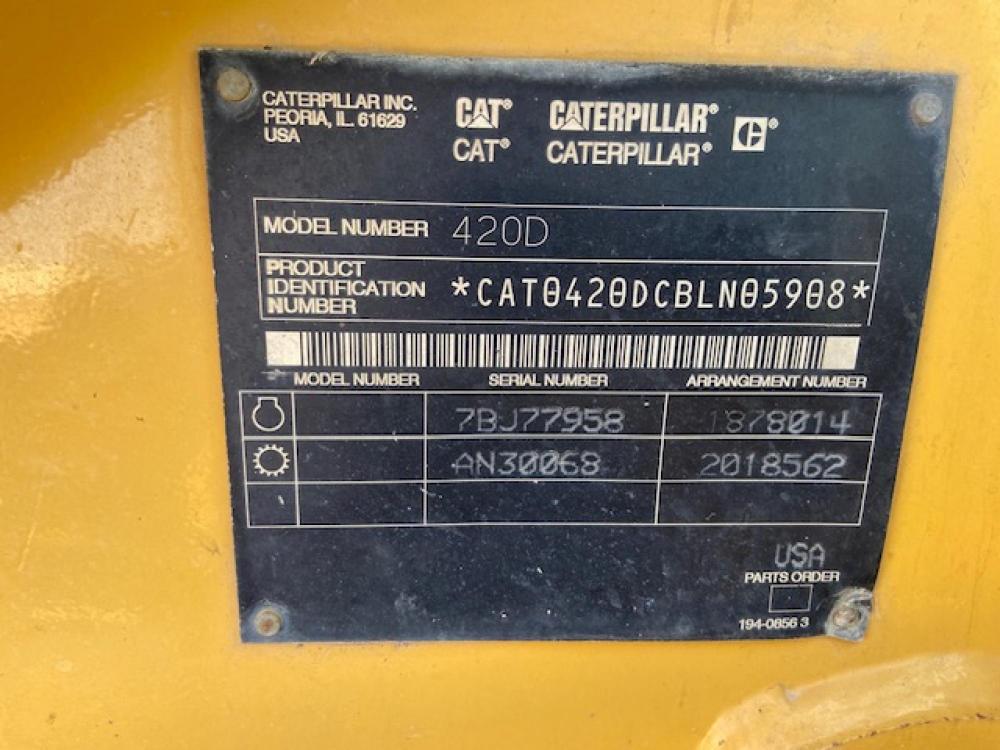 CATERPILLAR INC.
PEORIA, IL. 61629
USA
CAT® CATERPILLAR® C®
CAT® CATERPILLAR®
MODEL NUMBER 420D
PRODUCT
IDENTIFICATION
NUMBER *CAT0420DCBLN05908*
MODEL NUMBER SERIAL NUMBER ARRANGEMENT NUMBER
7BJ77958 1878014
AN30068 2018562
USA
PARTS ORDER
194-0856 3